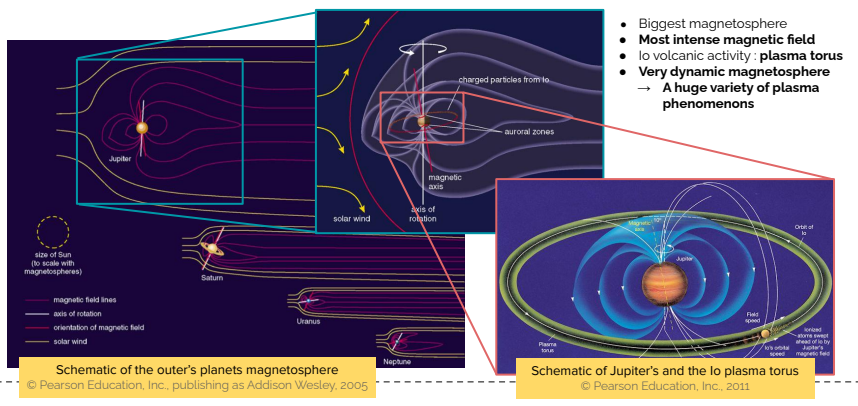 Biggest magnetosphere
Most intense magnetic field
Io volcanic activity : plasma torus
Very dynamic magnetosphere
→ A huge variety of plasma
phenomenons
Jupiter
size of Sun
(to scale with
magnetospheres)
magnetic field lines
axis of rotation
orientation of magnetic field
solar wind
Saturn
Uranus
Neptune
Schematic of the outer's planets magnetosphere
© Pearson Education, Inc., publishing as Addison Wesley, 2005
charged particles from Io
auroral zones
magnetic
axis
axis of
rotation
solar wind
Magnetic
axis
10°
Jupiter
Orbit of
Io
Field
speed
Io's orbital
speed
Ionized
atoms swept
ahead of Io by
Jupiter's
magnetic field
Plasma
torus
Schematic of Jupiter's and the Io plasma torus
© Pearson Education, Inc., 2011